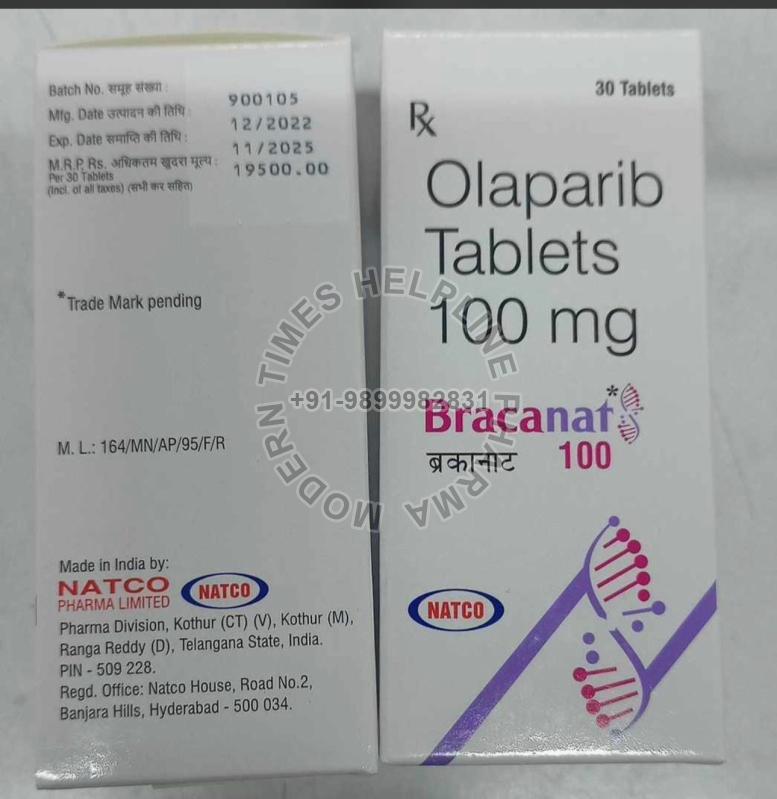 Batch No. समूह संख्या :
900105
Mfg. Date उत्पादन की तिथि :
12/2022
Exp. Date समाप्ति की तिथि :
11/2025
M.R.P. Rs. अधिकतम खुदरा मूल्य :
19500.00
Per 30 Tablets
(Incl. of all taxes) (सभी कर सहित)
*Trade Mark pending
M. L.: 164/MN/AP/95/F/R
Made in India by:
NATCO
PHARMA LIMITED
NATCO
Pharma Division, Kothur (CT) (V), Kothur (M),
Ranga Reddy (D), Telangana State, India.
PIN - 509 228.
Regd. Office: Natco House, Road No.2,
Banjara Hills, Hyderabad - 500 034.
30 Tablets
Rx
Olaparib
Tablets
100 mg
Bracanat*
ब्रकानाट 100
NATCO
MODERN TIMES HELPLINE PHARMA
+91-9899983831